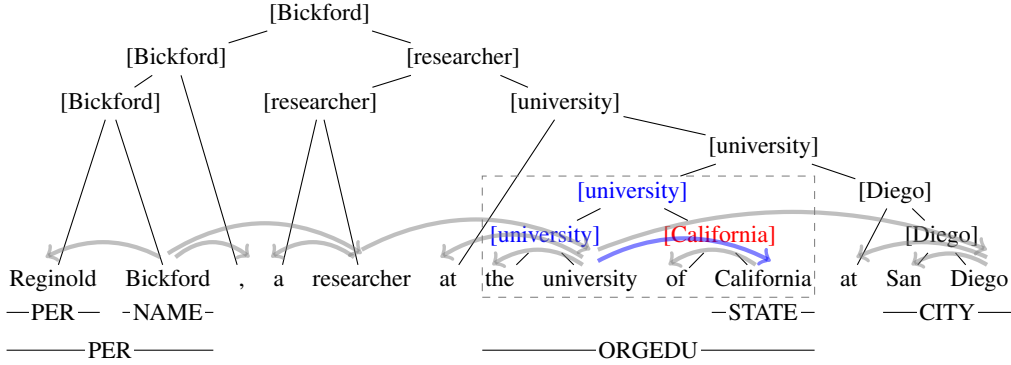 [Bickford]
[Bickford] [researcher]
[Bickford] [researcher] [university]
[university]
[university] [Diego]
[university] [California] [Diego]
Reginold Bickford , a researcher at the university of California at San Diego
PER NAME STATE CITY
PER ORGEDU